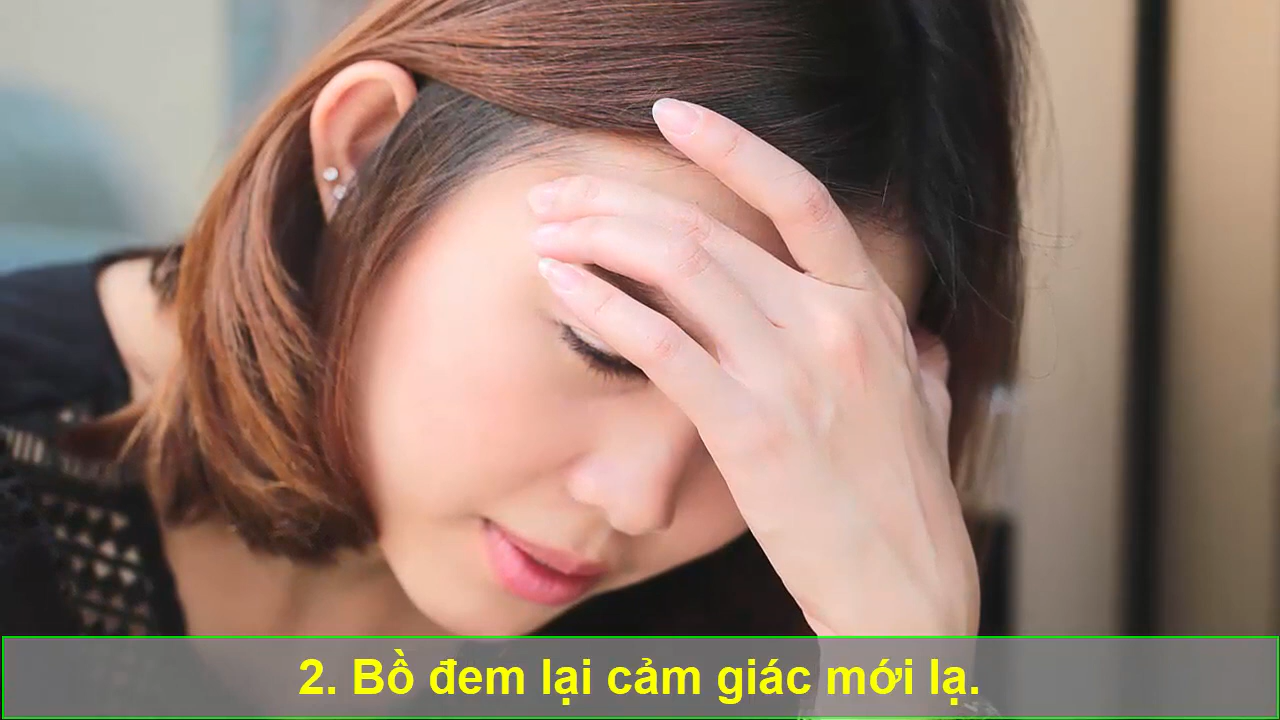 2. Bồ đem lại cảm giác mới lạ.